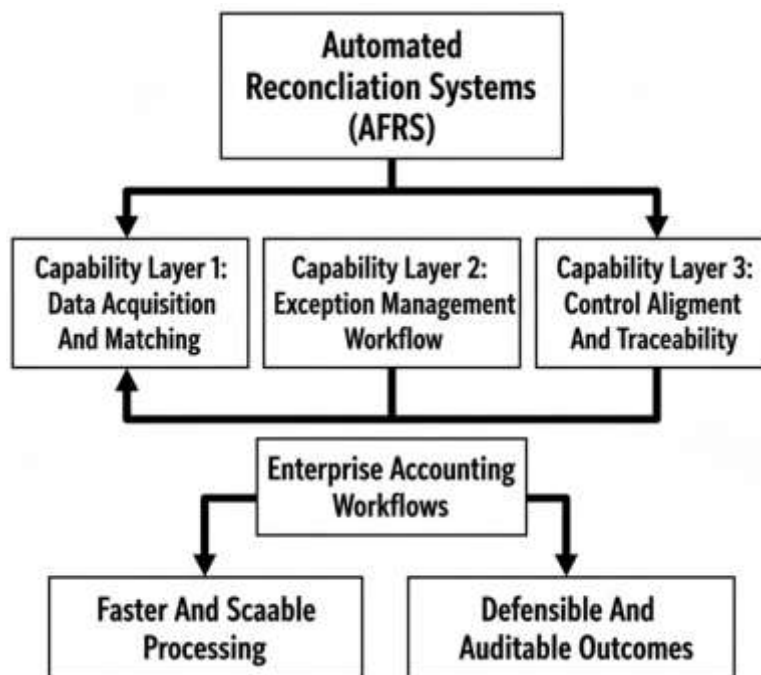 Automated
Reconcliation Systems
(AFRS)
Capability Layer 1:
Data Acquisition
And Matching
Capability Layer 2:
Exception Management
Workflow
Capability Layer 3:
Control Aligment
And Traceability
Enterprise Accounting
Workflows
Faster And Scaable
Processing
Defensible And
Auditable Outcomes